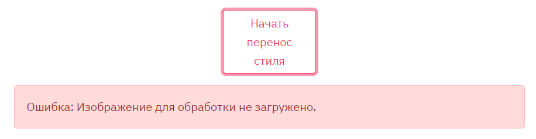 Начать
перенос
стиля
Ошибка: Изображение для обработки не загружено.